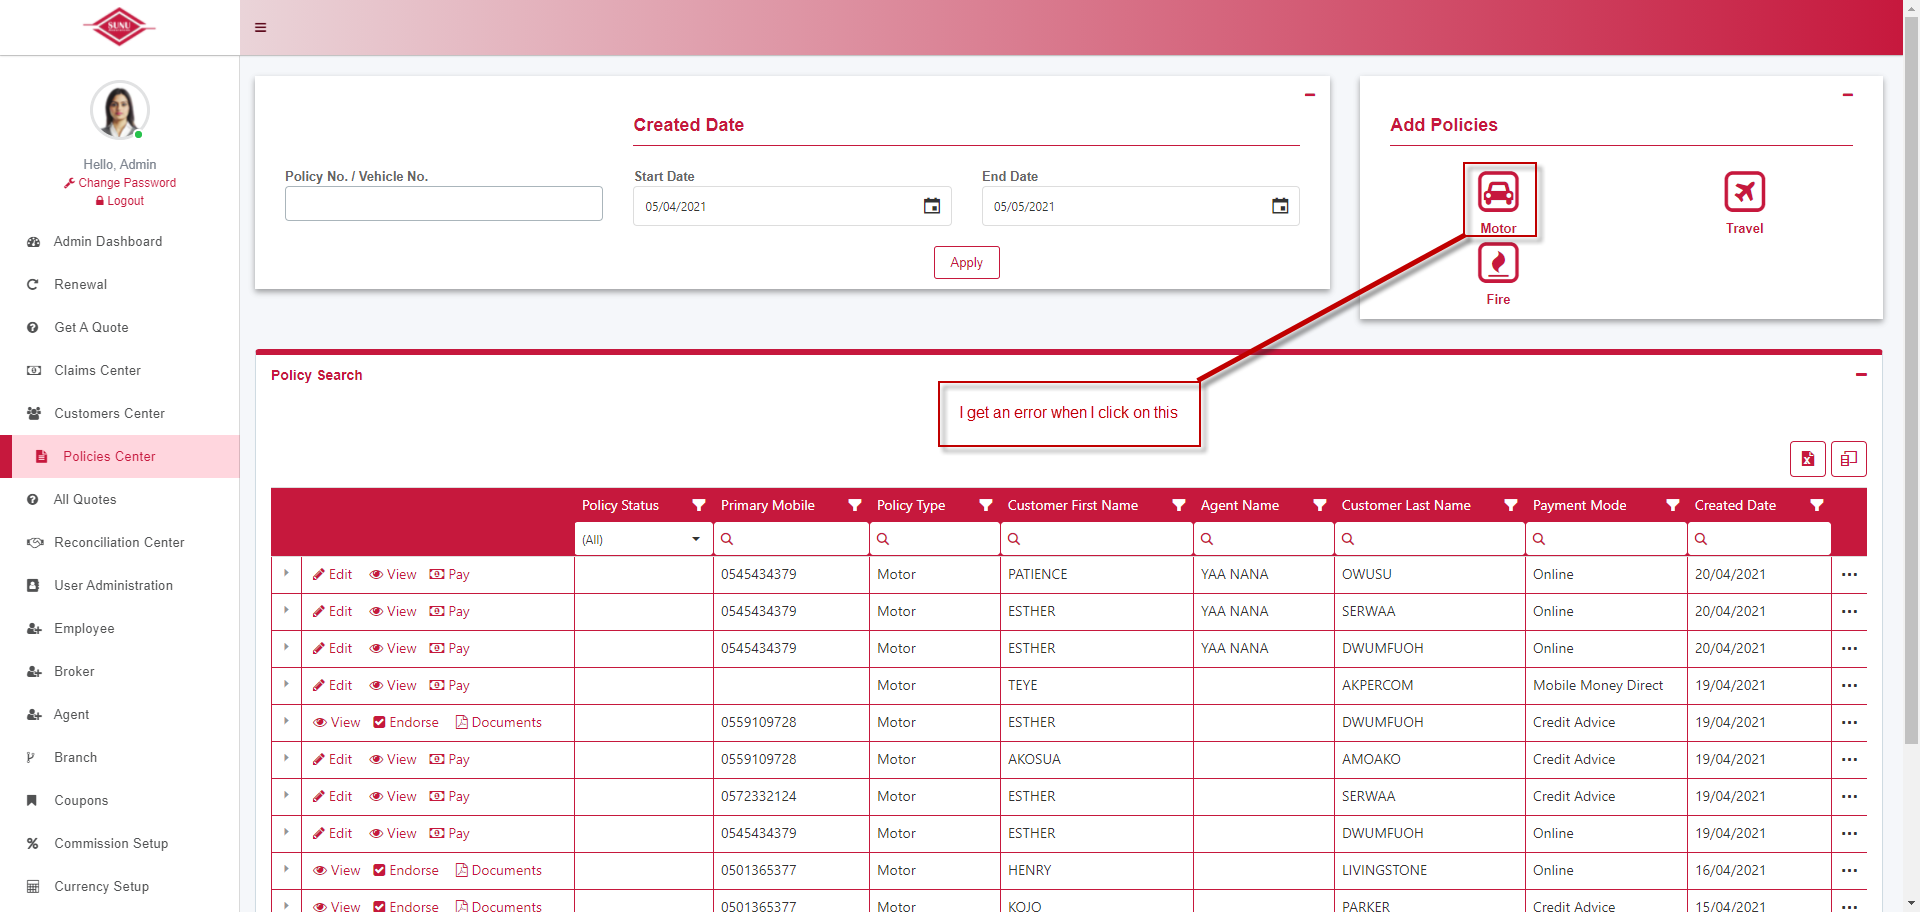 SUNU
Hello, Admin
Change Password
Logout
Admin Dashboard
Renewal
Get A Quote
Claims Center
Customers Center
Policies Center
All Quotes
Reconciliation Center
User Administration
Employee
Broker
Agent
Branch
Coupons
Commission Setup
Currency Setup
Created Date
Policy No. / Vehicle No.
Start Date
End Date
05/04/2021
05/05/2021
Apply
Add Policies
Motor
Travel
Fire
Policy Search
I get an error when I click on this
Policy Status Primary Mobile Policy Type Customer First Name Agent Name Customer Last Name Payment Mode Created Date
(All)
Edit View Pay 0545434379 Motor PATIENCE YAA NANA OWUSU Online 20/04/2021 ...
Edit View Pay 0545434379 Motor ESTHER YAA NANA SERWAA Online 20/04/2021 ...
Edit View Pay 0545434379 Motor ESTHER YAA NANA DWUMFUOH Online 20/04/2021 ...
Edit View Pay Motor TEYE AKPERCOM Mobile Money Direct 19/04/2021 ...
View Endorse Documents 0559109728 Motor ESTHER DWUMFUOH Credit Advice 19/04/2021 ...
Edit View Pay 0559109728 Motor AKOSUA AMOAKO Credit Advice 19/04/2021 ...
Edit View Pay 0572332124 Motor ESTHER SERWAA Credit Advice 19/04/2021 ...
Edit View Pay 0545434379 Motor ESTHER DWUMFUOH Online 19/04/2021 ...
View Endorse Documents 0501365377 Motor HENRY LIVINGSTONE Online 16/04/2021 ...
View Endorse Documents 0501365377 Motor KOJO PARKER Credit Advice 15/04/2021 ...